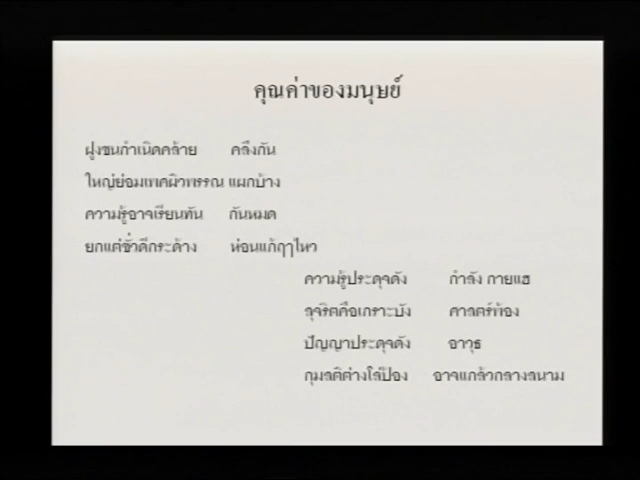 คุณค่าของมนุษย์
ฝูงชนกำเนิดคล้าย คลึงกัน
ใหญ่ย่อมเพศผิวพรรณ แผกบ้าง
ความรู้อาจเรียนทัน กันหมด
ยกแต่ชั่วดีกระด้าง ห่อนแก้ฤๅไหว
ความรู้ประดุจดัง กำลัง กายแฮ
สุจริตคือเกราะบัง ศาสตร์พ้อง
ปัญญาประดุจดัง อาวุธ
กุมสติต่างโล่ป้อง อาจแกล้วกลางสนาม